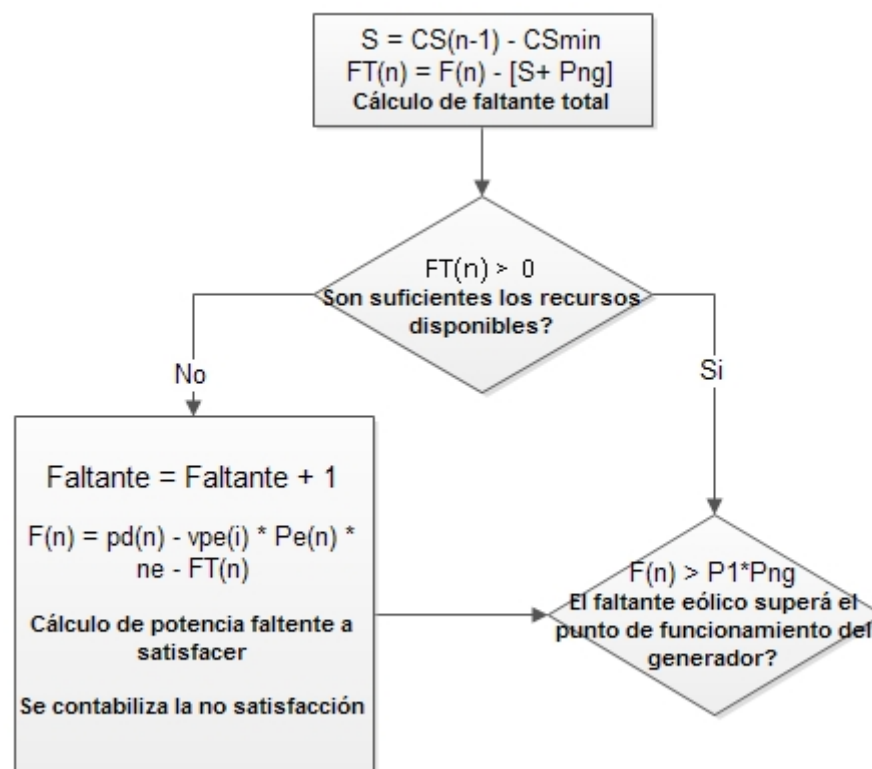 S = CS(n-1) - CSmin
FT(n) = F(n) - [S+ Png]
Cálculo de faltante total
FT(n) > 0
Son suficientes los recursos
disponibles?
No
Si
Faltante = Faltante + 1
F(n) = pd(n) - vpe(i) * Pe(n) *
ne - FT(n)
Cálculo de potencia faltente a
satisfacer
Se contabiliza la no satisfacción
F(n) > P1*Png
El faltante eólico superá el
punto de funcionamiento del
generador?